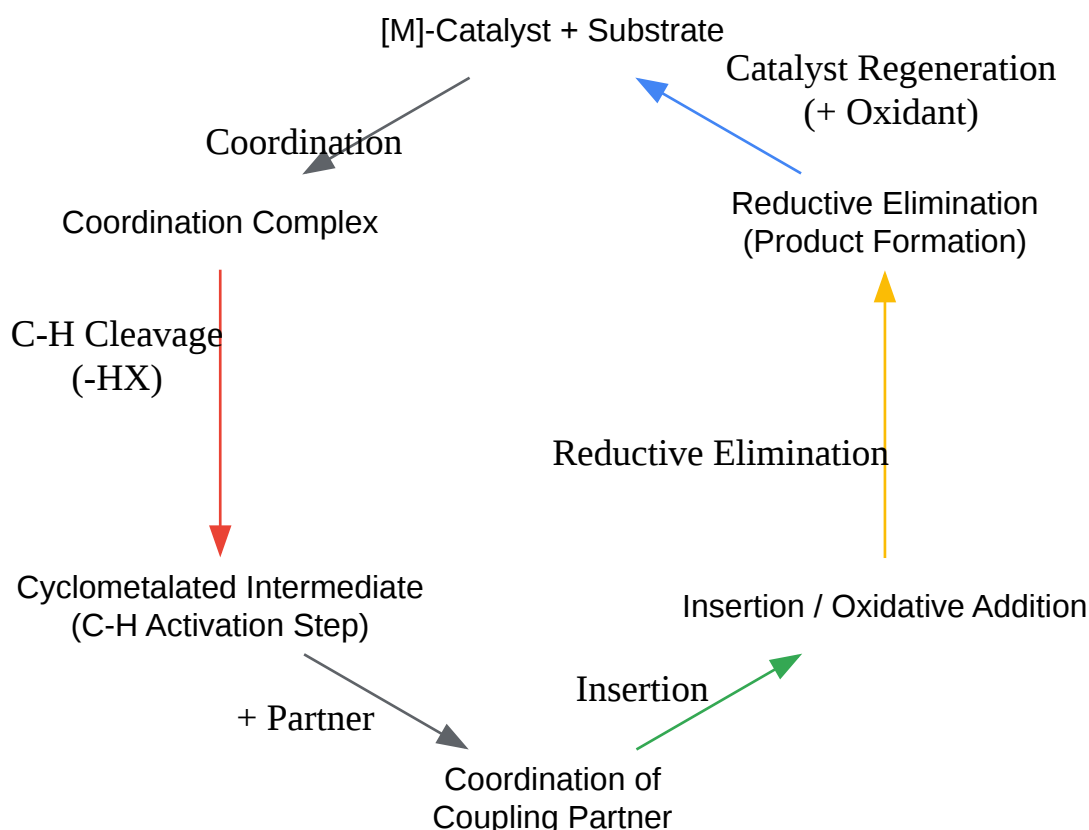 [M]-Catalyst + Substrate
Catalyst Regeneration
(+ Oxidant)
Coordination
Coordination Complex
Reductive Elimination
(Product Formation)
C-H Cleavage
(-HX)
Reductive Elimination
Cyclometalated Intermediate
(C-H Activation Step)
Insertion / Oxidative Addition
+ Partner
Insertion
Coordination of
Coupling Partner